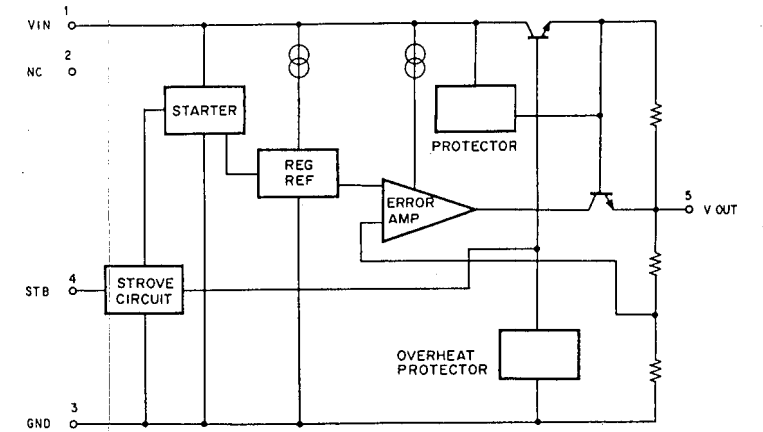 1
VIN
2
NC
STARTER
PROTECTOR
REG
REF
ERROR
AMP
5
V OUT
4
STB
STROVE
CIRCUIT
OVERHEAT
PROTECTOR
3
GND